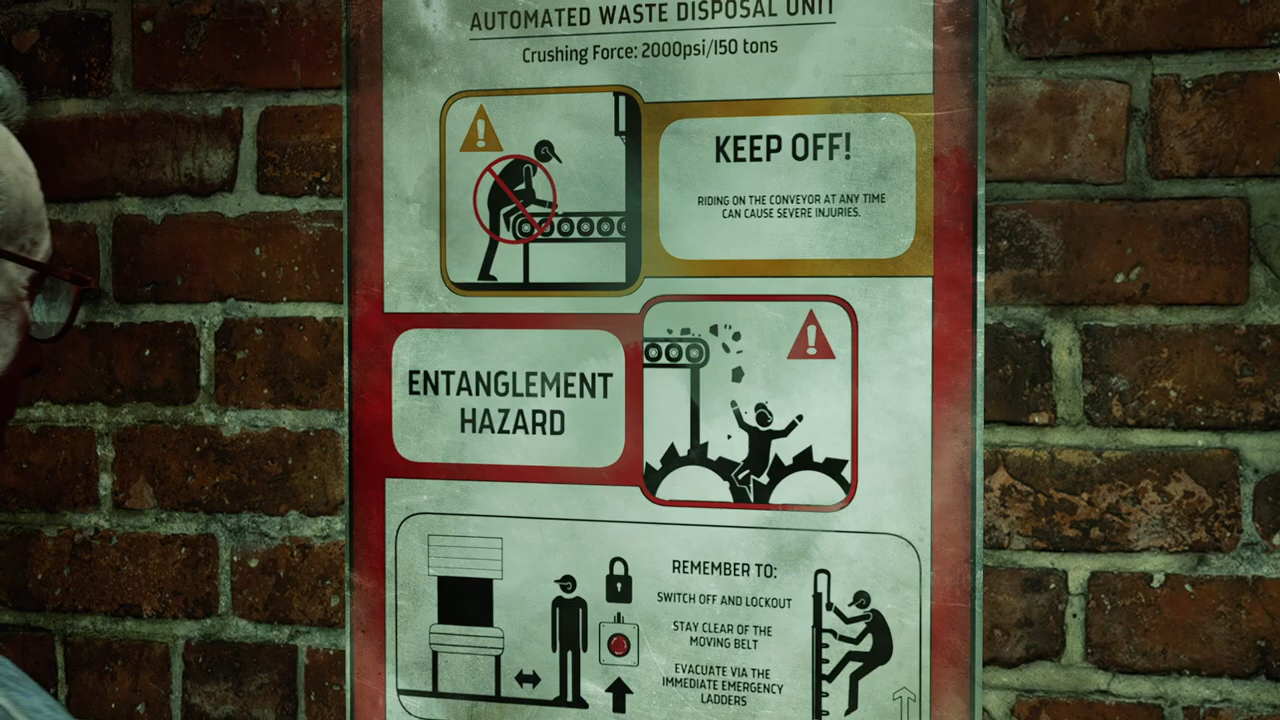 AUTOMATED WASTE DISPOSAL UNIT
Crushing Force: 2000psi/150 tons
KEEP OFF!
RIDING ON THE CONVEYOR AT ANY TIME
CAN CAUSE SEVERE INJURIES.
ENTANGLEMENT
HAZARD
REMEMBER TO:
SWITCH OFF AND LOCKOUT
STAY CLEAR OF THE
MOVING BELT
EVACUATE VIA THE
IMMEDIATE EMERGENCY
LADDERS